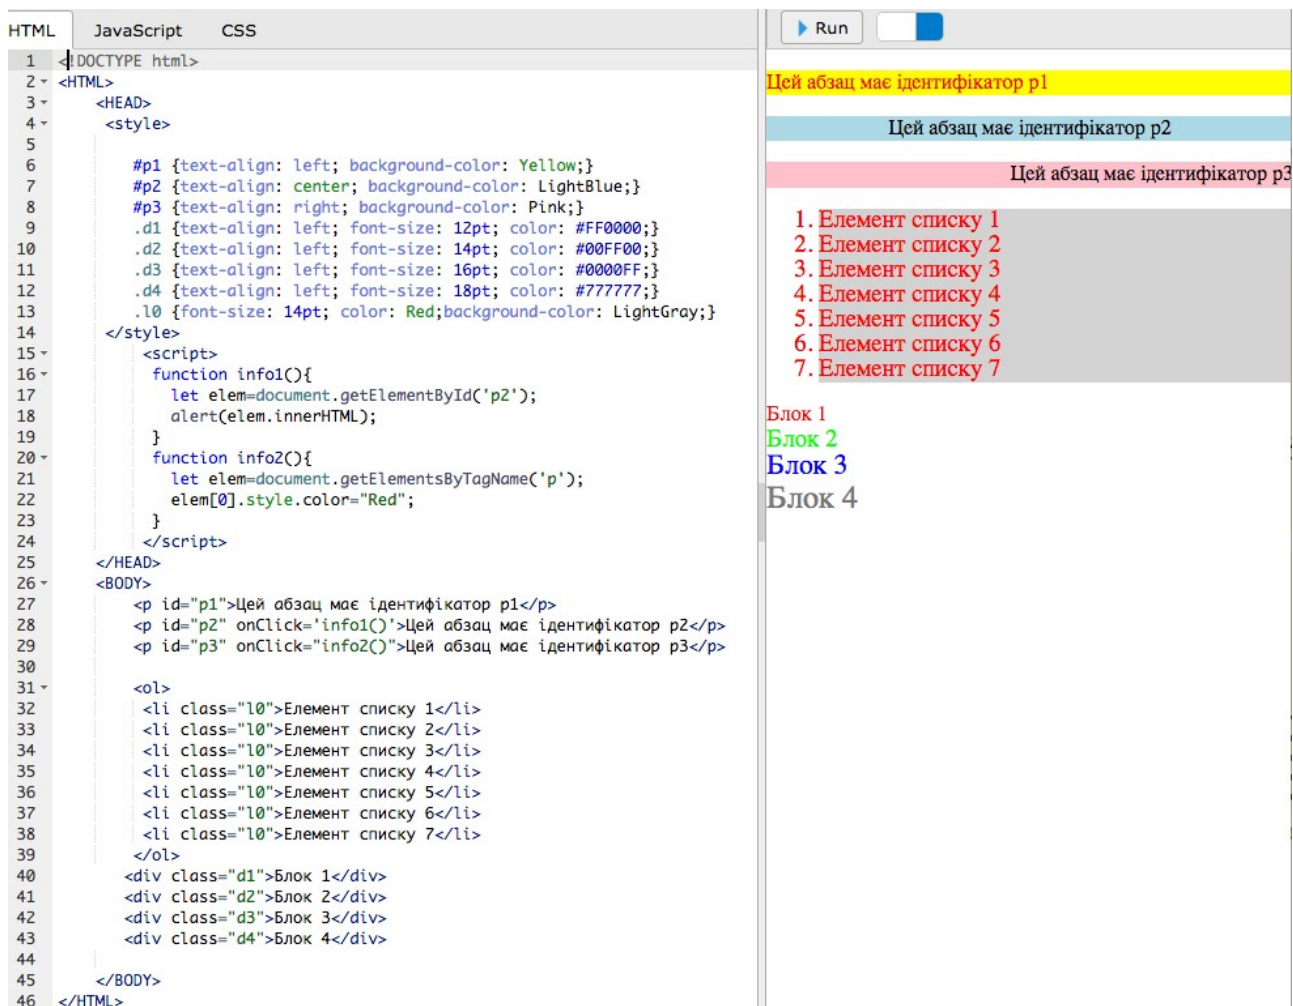 HTML JavaScript CSS
1 <!DOCTYPE html>
2 <HTML>
3 <HEAD>
4 <style>
5
6 #p1 {text-align: left; background-color: Yellow;}
7 #p2 {text-align: center; background-color: LightBlue;}
8 #p3 {text-align: right; background-color: Pink;}
9 .d1 {text-align: left; font-size: 12pt; color: #FF0000;}
10 .d2 {text-align: left; font-size: 14pt; color: #00FF00;}
11 .d3 {text-align: left; font-size: 16pt; color: #0000FF;}
12 .d4 {text-align: left; font-size: 18pt; color: #777777;}
13 .l0 {font-size: 14pt; color: Red;background-color: LightGray;}
14 </style>
15 <script>
16 function info1(){
17 let elem=document.getElementById('p2');
18 alert(elem.innerHTML);
19 }
20 function info2(){
21 let elem=document.getElementsByTagName('p');
22 elem[0].style.color="Red";
23 }
24 </script>
25 </HEAD>
26 <BODY>
27 <p id="p1">Цей абзац має ідентифікатор p1</p>
28 <p id="p2" onClick='info1()'>Цей абзац має ідентифікатор p2</p>
29 <p id="p3" onClick="info2()">Цей абзац має ідентифікатор p3</p>
30
31 <ol>
32 <li class="l0">Елемент списку 1</li>
33 <li class="l0">Елемент списку 2</li>
34 <li class="l0">Елемент списку 3</li>
35 <li class="l0">Елемент списку 4</li>
36 <li class="l0">Елемент списку 5</li>
37 <li class="l0">Елемент списку 6</li>
38 <li class="l0">Елемент списку 7</li>
39 </ol>
40 <div class="d1">Блок 1</div>
41 <div class="d2">Блок 2</div>
42 <div class="d3">Блок 3</div>
43 <div class="d4">Блок 4</div>
44
45 </BODY>
46 </HTML>
Run
Цей абзац має ідентифікатор p1
Цей абзац має ідентифікатор p2
Цей абзац має ідентифікатор p3
1. Елемент списку 1
2. Елемент списку 2
3. Елемент списку 3
4. Елемент списку 4
5. Елемент списку 5
6. Елемент списку 6
7. Елемент списку 7
Блок 1
Блок 2
Блок 3
Блок 4